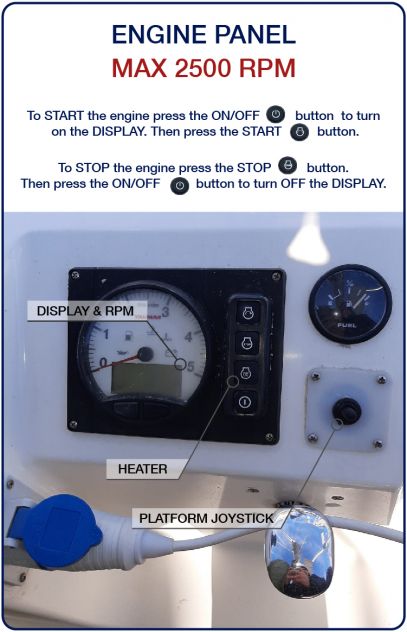 ENGINE PANEL
MAX 2500 RPM
To START the engine press the ON/OFF button to turn
on the DISPLAY. Then press the START button.
To STOP the engine press the STOP button.
Then press the ON/OFF button to turn OFF the DISPLAY.
3
DISPLAY & RPM
1
0
5
FUEL
HEATER
PLATFORM JOYSTICK